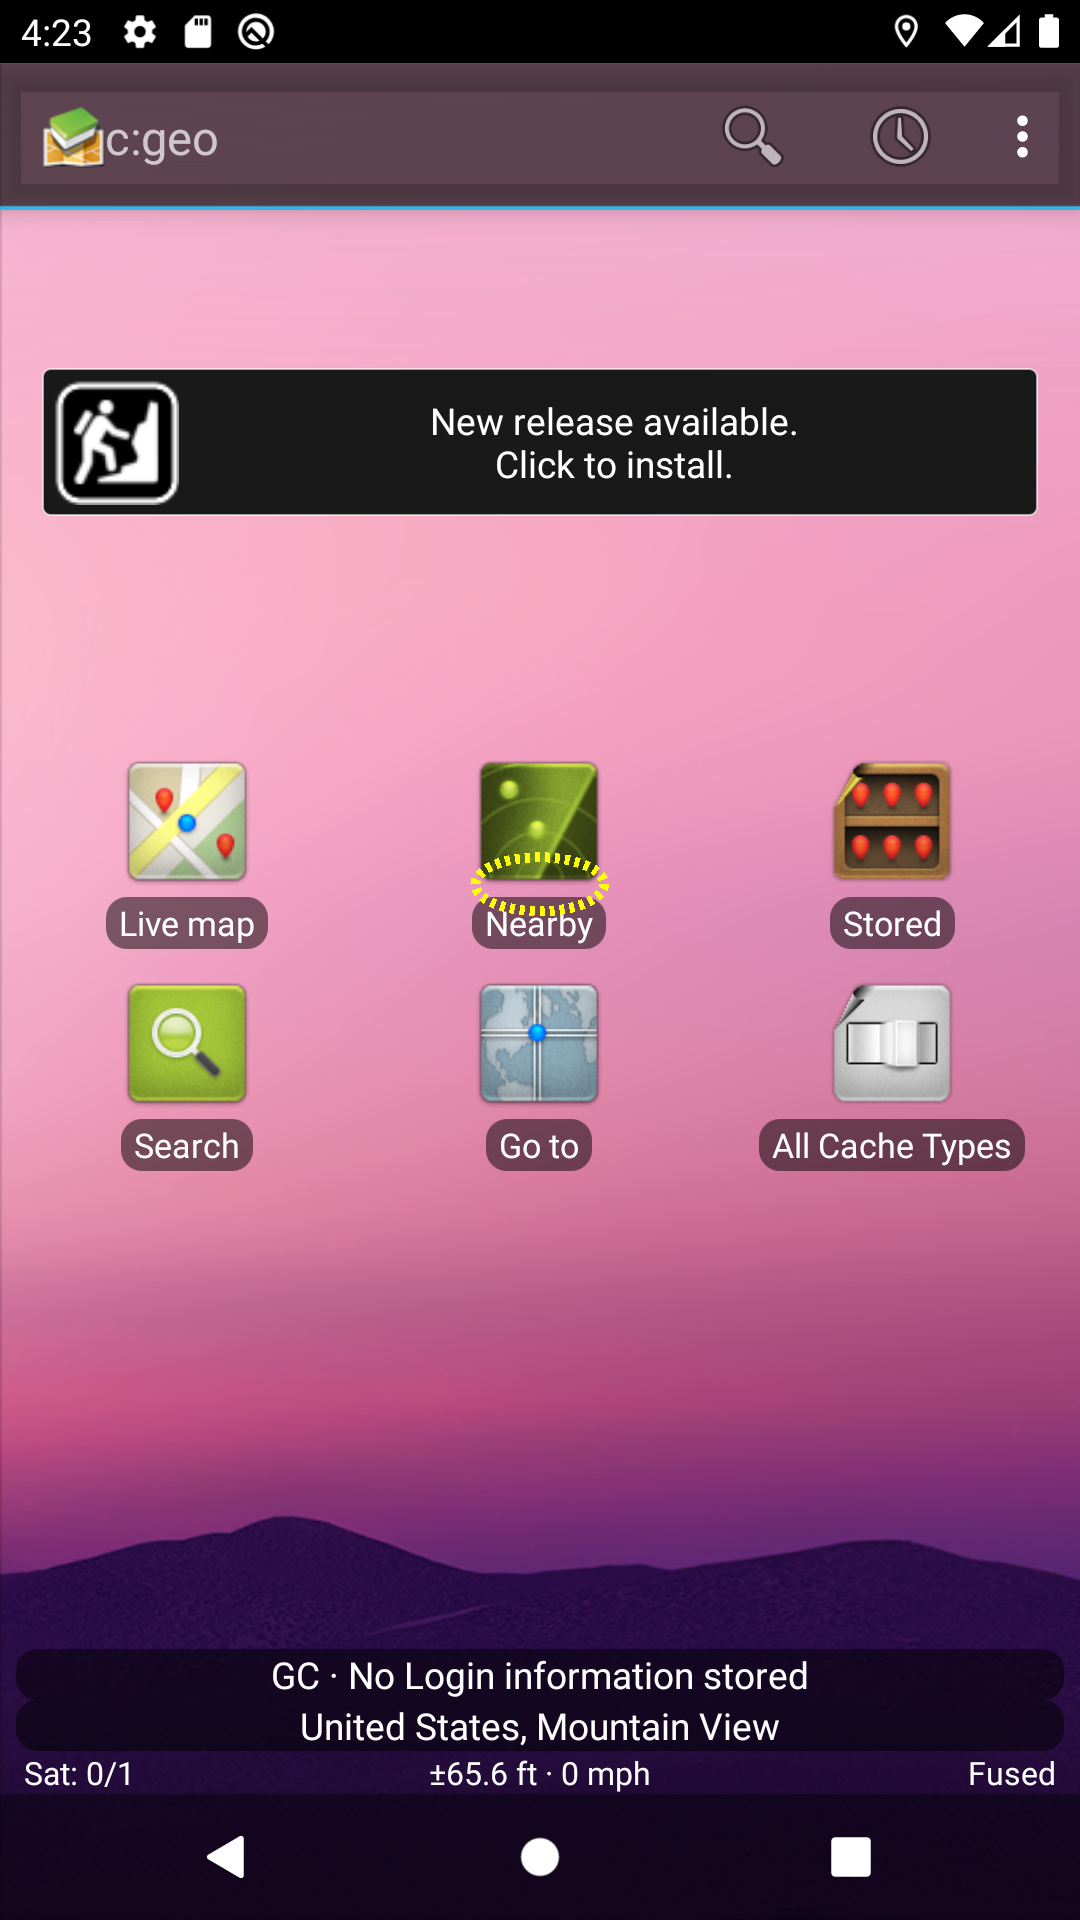 4:23
c:geo
New release available.
Click to install.
Live map
Nearby
Stored
Search
Go to
All Cache Types
GC · No Login information stored
United States, Mountain View
Sat: 0/1
±65.6 ft · 0 mph
Fused